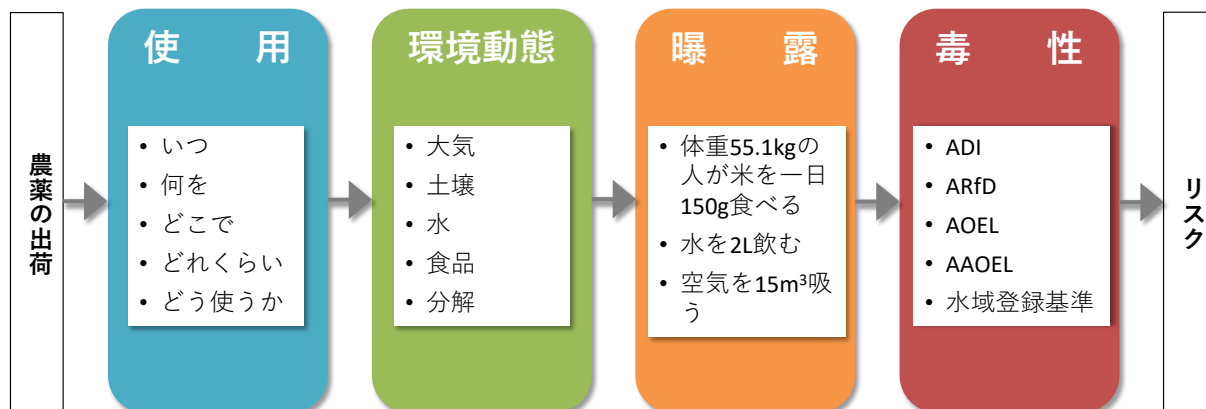 農薬の出荷
使用
• いつ
• 何を
• どこで
• どれくらい
• どう使うか
環境動態
• 大気
• 土壌
• 水
• 食品
• 分解
曝露
• 体重55.1kgの
人が米を一日
150g食べる
• 水を2L飲む
• 空気を15m³吸
う
毒性
• ADI
• ARfD
• AOEL
• AAOEL
• 水域登録基準
リスク